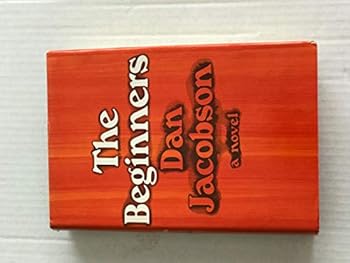 The
Beginners
Dan
Jacobson
a novel